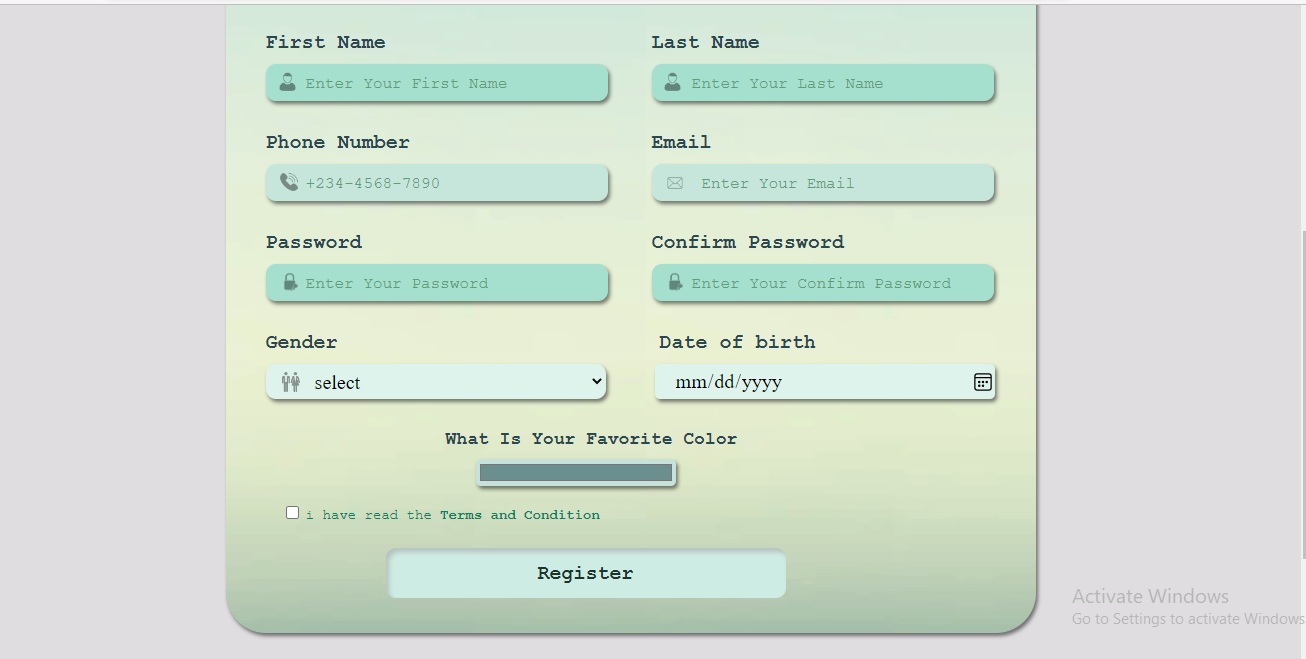 First Name
Last Name
Enter Your First Name
Enter Your Last Name
Phone Number
Email
+234-4568-7890
Enter Your Email
Password
Confirm Password
Enter Your Password
Enter Your Confirm Password
Gender
Date of birth
select
mm/dd/yyyy
What Is Your Favorite Color
i have read the Terms and Condition
Register
Activate Windows
Go to Settings to activate Windows